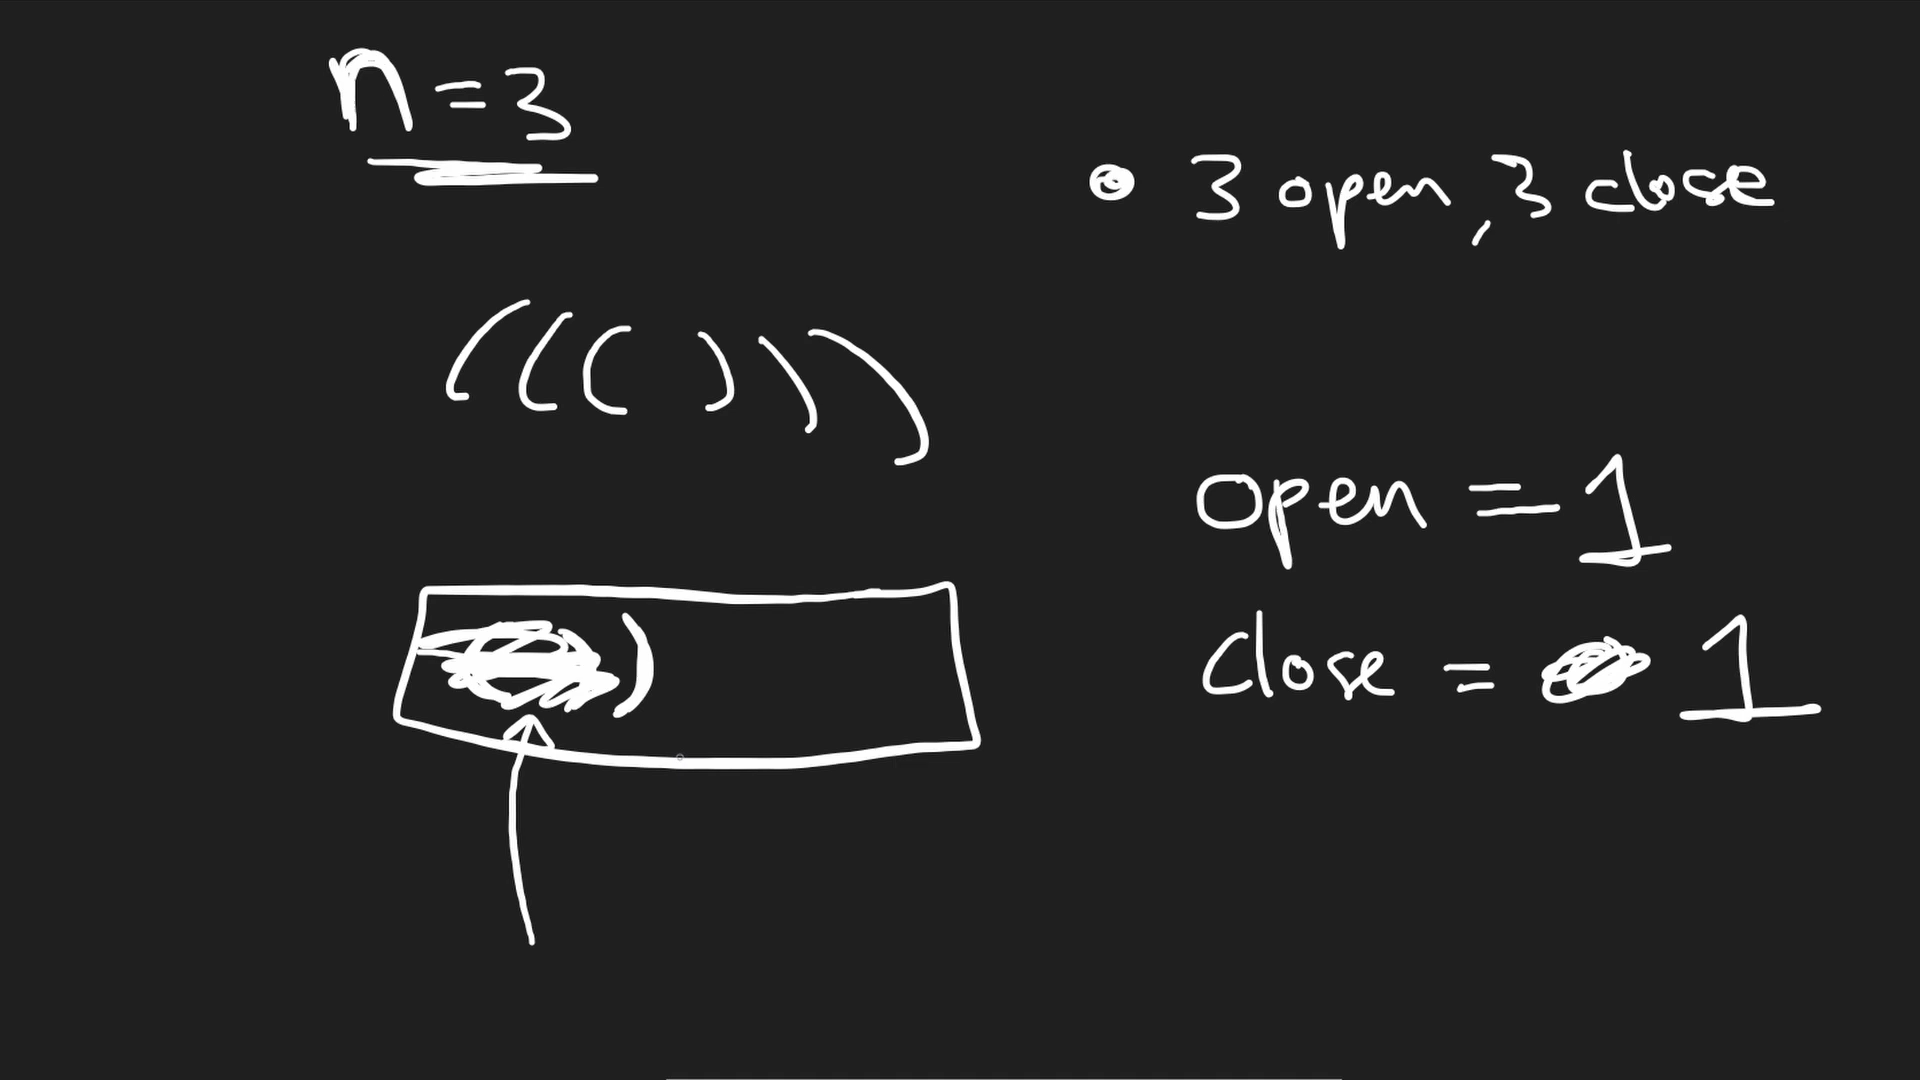 n=3
• 3 open, 3 close
((()))
open = 1
)
close = 1